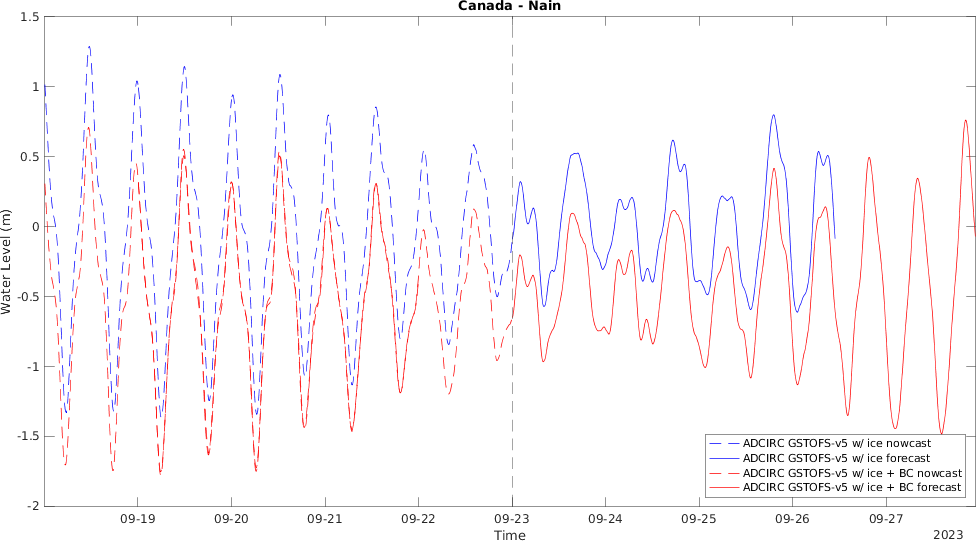 Canada - Nain
1.5
1
0.5
0
-0.5
-1
-1.5
-2
Water Level (m)
09-19
09-20
09-21
09-22
09-23
09-24
09-25
09-26
09-27
Time
2023
ADCIRC GSTOFS-v5 w/ ice nowcast
ADCIRC GSTOFS-v5 w/ ice forecast
ADCIRC GSTOFS-v5 w/ ice + BC nowcast
ADCIRC GSTOFS-v5 w/ ice + BC forecast